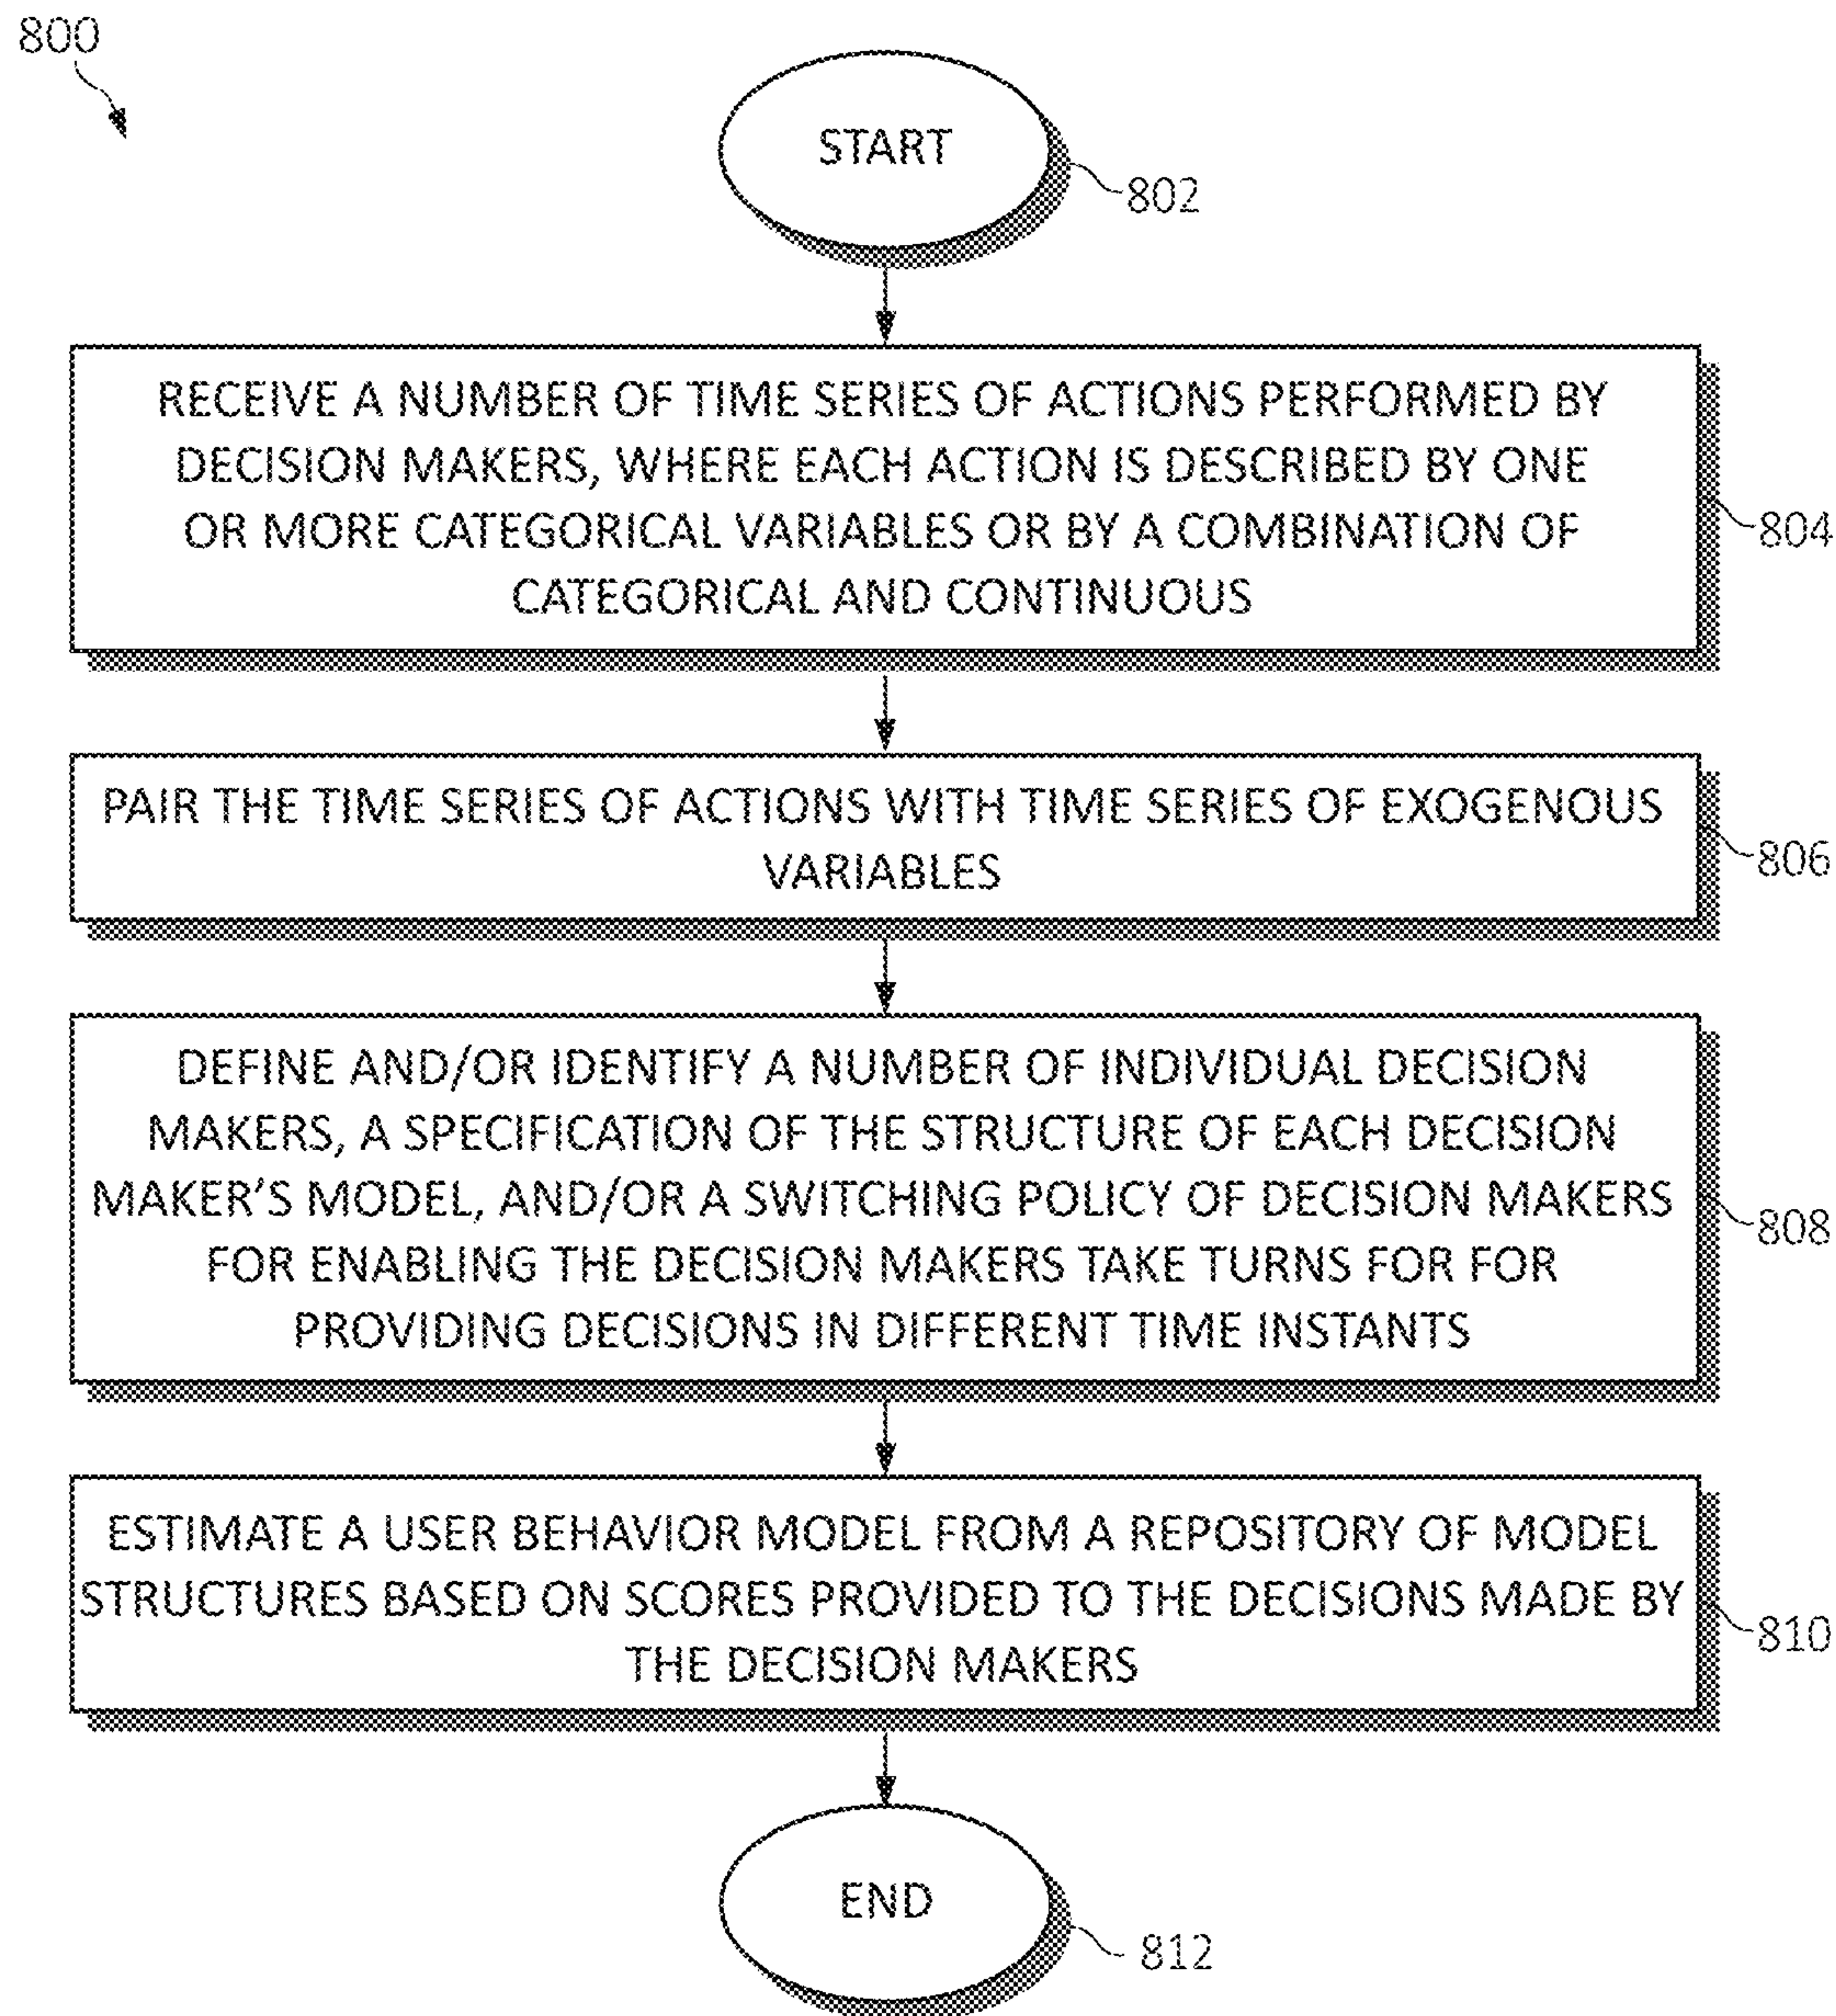 800
START
802
RECEIVE A NUMBER OF TIME SERIES OF ACTIONS PERFORMED BY
DECISION MAKERS, WHERE EACH ACTION IS DESCRIBED BY ONE
OR MORE CATEGORICAL VARIABLES OR BY A COMBINATION OF
CATEGORICAL AND CONTINUOUS
804
PAIR THE TIME SERIES OF ACTIONS WITH TIME SERIES OF EXOGENOUS
VARIABLES
806
DEFINE AND/OR IDENTIFY A NUMBER OF INDIVIDUAL DECISION
MAKERS, A SPECIFICATION OF THE STRUCTURE OF EACH DECISION
MAKER'S MODEL, AND/OR A SWITCHING POLICY OF DECISION MAKERS
FOR ENABLING THE DECISION MAKERS TAKE TURNS FOR FOR
PROVIDING DECISIONS IN DIFFERENT TIME INSTANTS
808
ESTIMATE A USER BEHAVIOR MODEL FROM A REPOSITORY OF MODEL
STRUCTURES BASED ON SCORES PROVIDED TO THE DECISIONS MADE BY
THE DECISION MAKERS
810
END
812